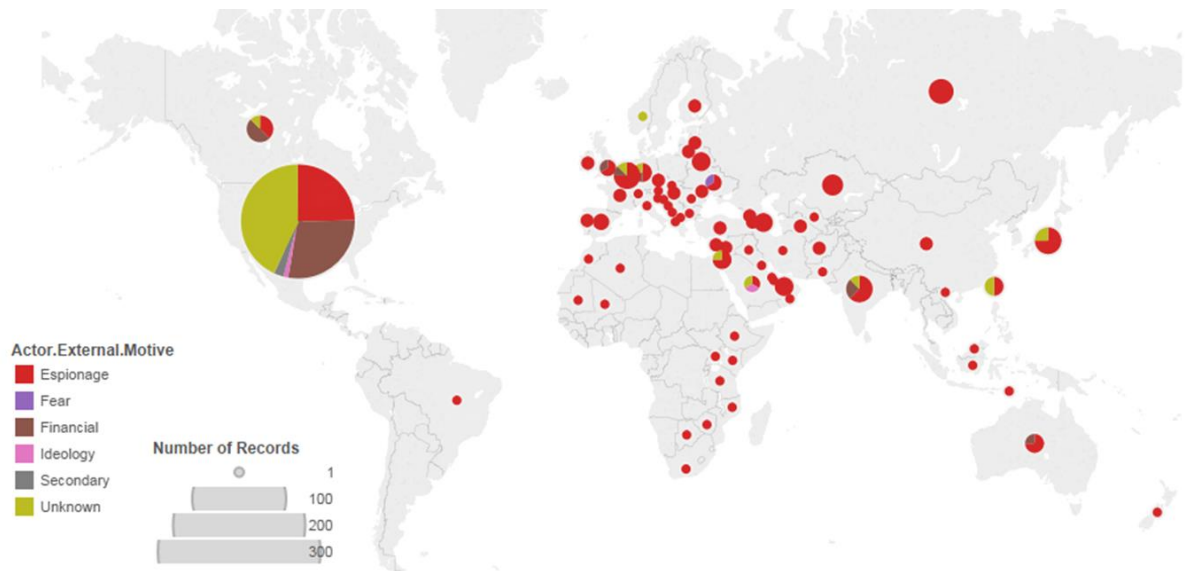 Actor.External.Motive
Espionage
Fear
Financial
Ideology
Secondary
Unknown
Number of Records
1
100
200
300